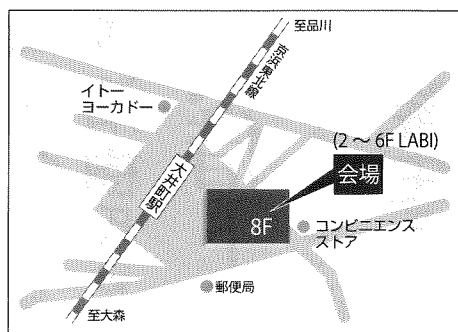 至品川
京浜東北線
イトー
ヨーカドー
(2 ～ 6F LABI)
会場
大井町駅
8F
コンビニエンス
ストア
郵便局
至大森